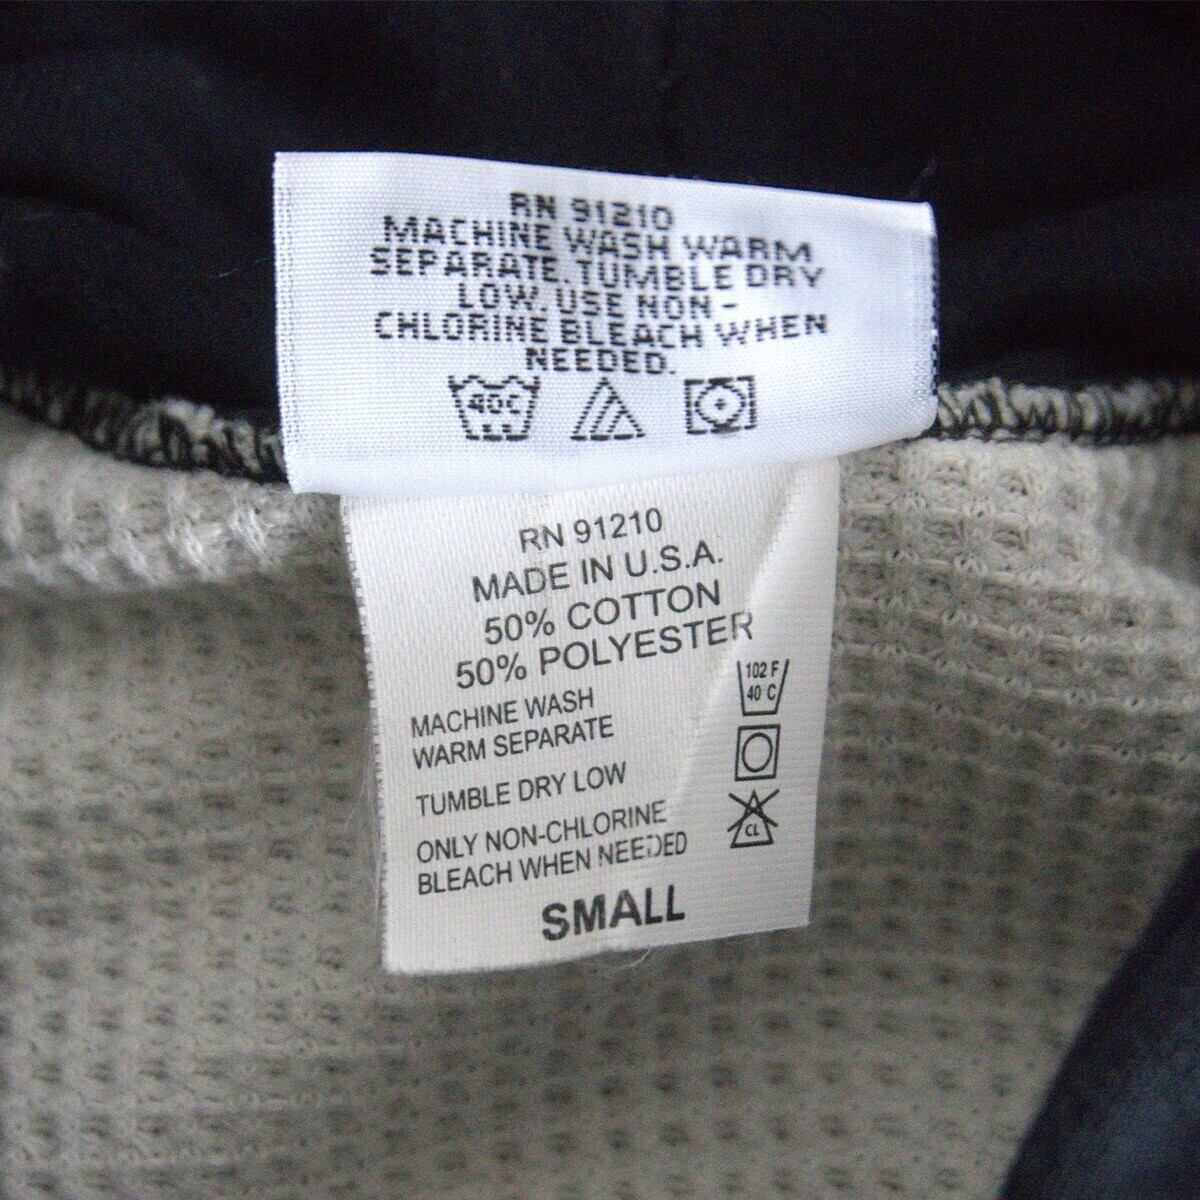 RN 91210
MACHINE WASH WARM
SEPARATE. TUMBLE DRY
LOW. USE NON-
CHLORINE BLEACH WHEN
NEEDED.
40C
RN 91210
MADE IN U.S.A.
50% COTTON
50% POLYESTER
MACHINE WASH
WARM SEPARATE
102 F
40 C
TUMBLE DRY LOW
ONLY NON-CHLORINE
BLEACH WHEN NEEDED
CL
SMALL